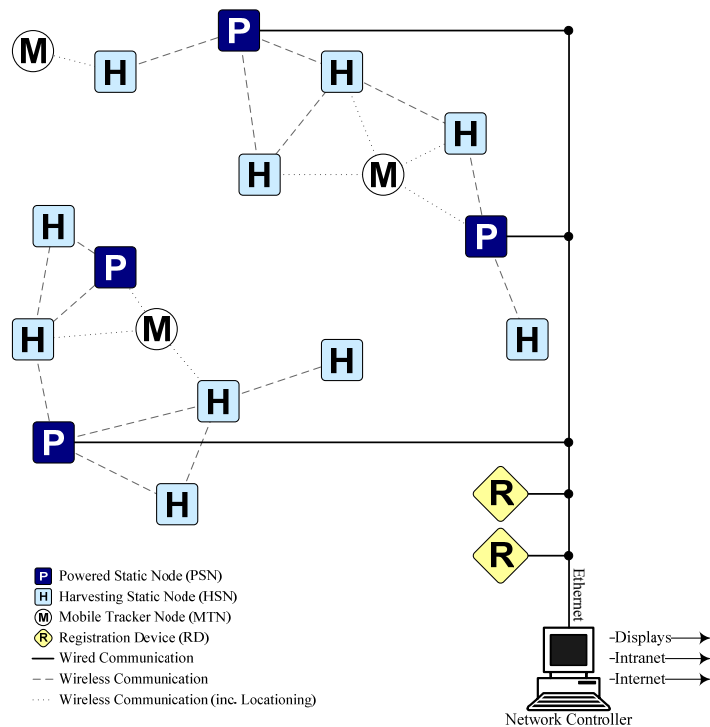 P
M
H
H
H
H
M
H
P
P
H
M
H
H
H
P
H
R
R
Ethernet
P Powered Static Node (PSN)
H Harvesting Static Node (HSN)
M Mobile Tracker Node (MTN)
R Registration Device (RD)
Wired Communication
Wireless Communication
Wireless Communication (inc. Locationing)
Displays
Intranet
Internet
Network Controller